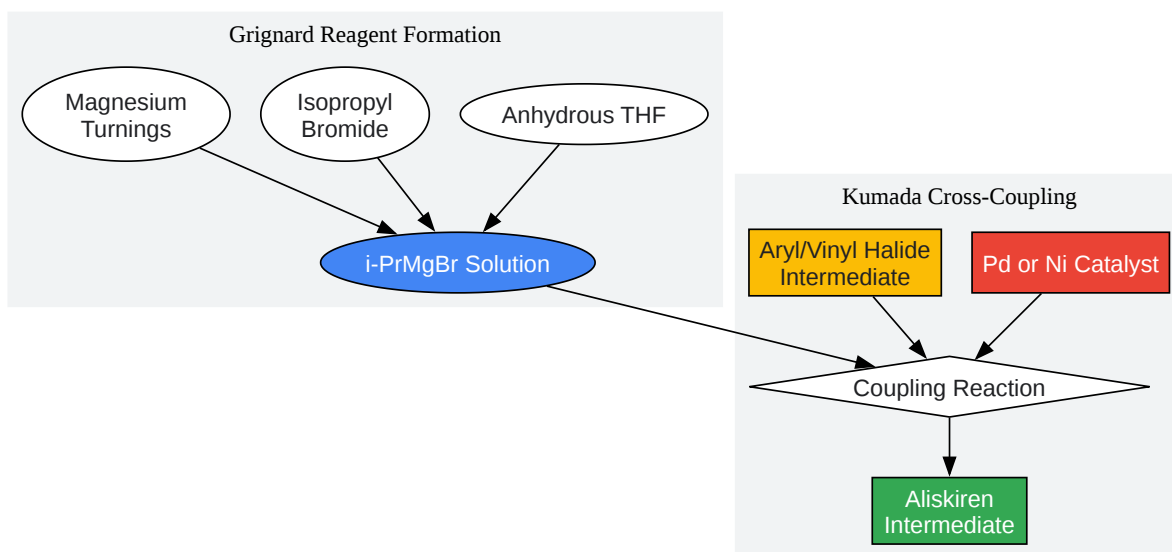 Grignard Reagent Formation
Magnesium
Turnings
Isopropyl
Bromide
Anhydrous THF
i-PrMgBr Solution
Kumada Cross-Coupling
Aryl/Vinyl Halide
Intermediate
Pd or Ni Catalyst
Coupling Reaction
Aliskiren
Intermediate